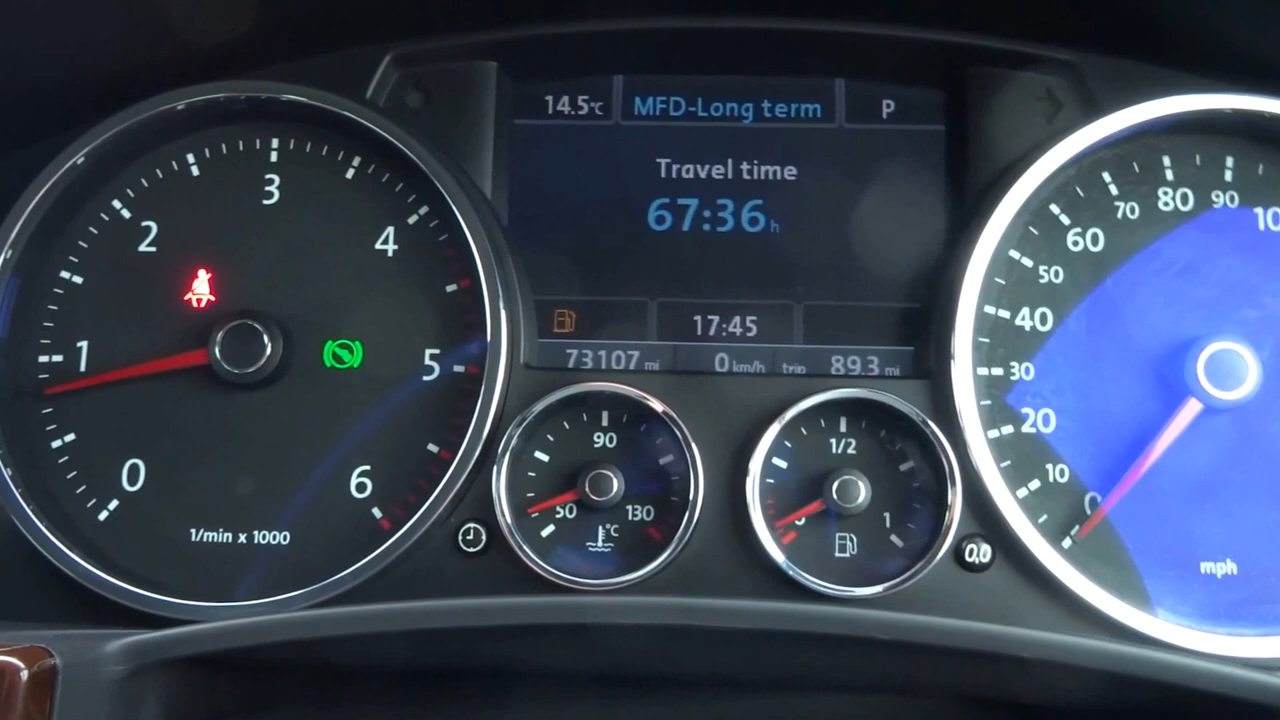 14.5°C MFD-Long term P
Travel time
67:36 h
17:45
73107 mi 0 km/h trip 89.3 mi
0 1 2 3 4 5 6
1/min x 1000
50 90 130
°C
1/2 1
0 10 20 30 40 50 60 70 80 90 10
mph
0,0